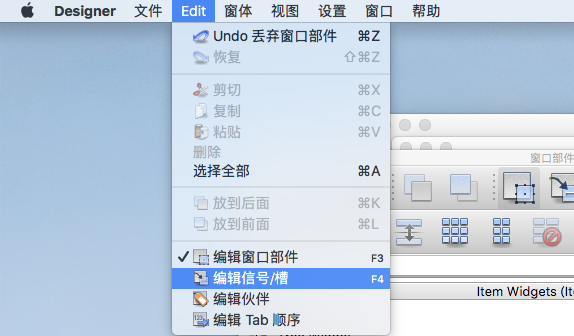 Designer 文件 Edit 窗体 视图 设置 窗口 帮助
Undo 丢弃窗口部件 ⌘Z
恢复 ⇧⌘Z
剪切 ⌘X
复制 ⌘C
粘贴 ⌘V
删除
选择全部 ⌘A
放到后面 ⌘K
放到前面 ⌘L
✓ 编辑窗口部件 F3
编辑信号/槽 F4
编辑伙伴
编辑 Tab 顺序
窗口部件
Item Widgets (Ite